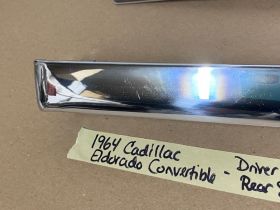 1964 Cadillac
Eldorado Convertible - Driver
Rear